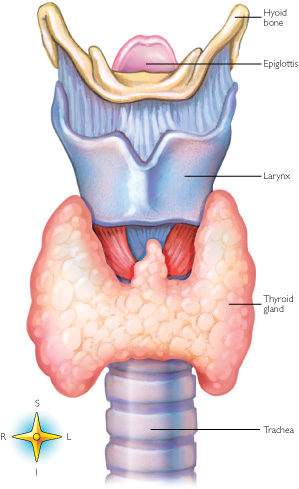 Hyoid
bone
Epiglottis
Larynx
Thyroid
gland
Trachea
S
R
L
I